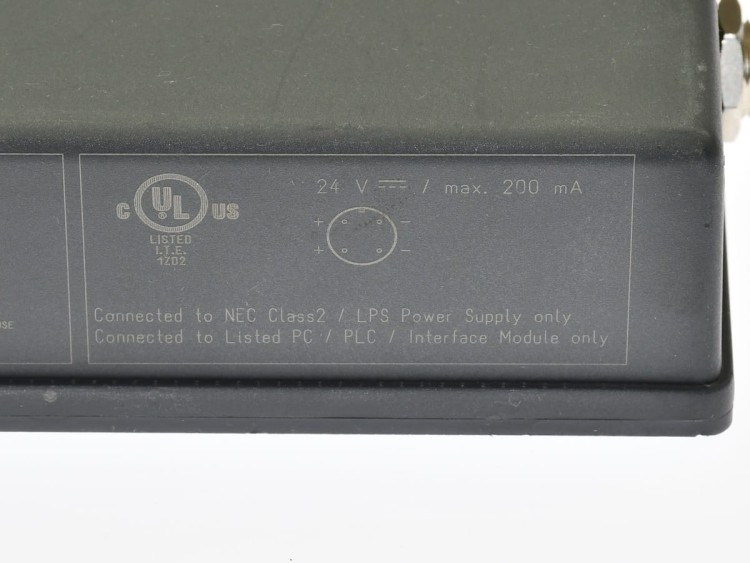 24 V ⎓ / max. 200 mA
C UL US
LISTED
I.T.E.
+ -
+ -
Connected to NEC Class2 / LPS Power Supply only
Connected to Listed PC / PLC / Interface Module only